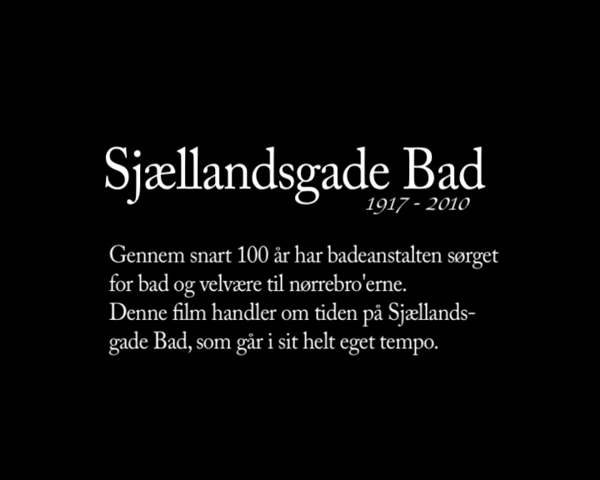 Sjællandsgade Bad
1917 - 2010
Gennem snart 100 år har badeanstalten sørget
for bad og velvære til nørrebro'erne.
Denne film handler om tiden på Sjællands-
gade Bad, som går i sit helt eget tempo.